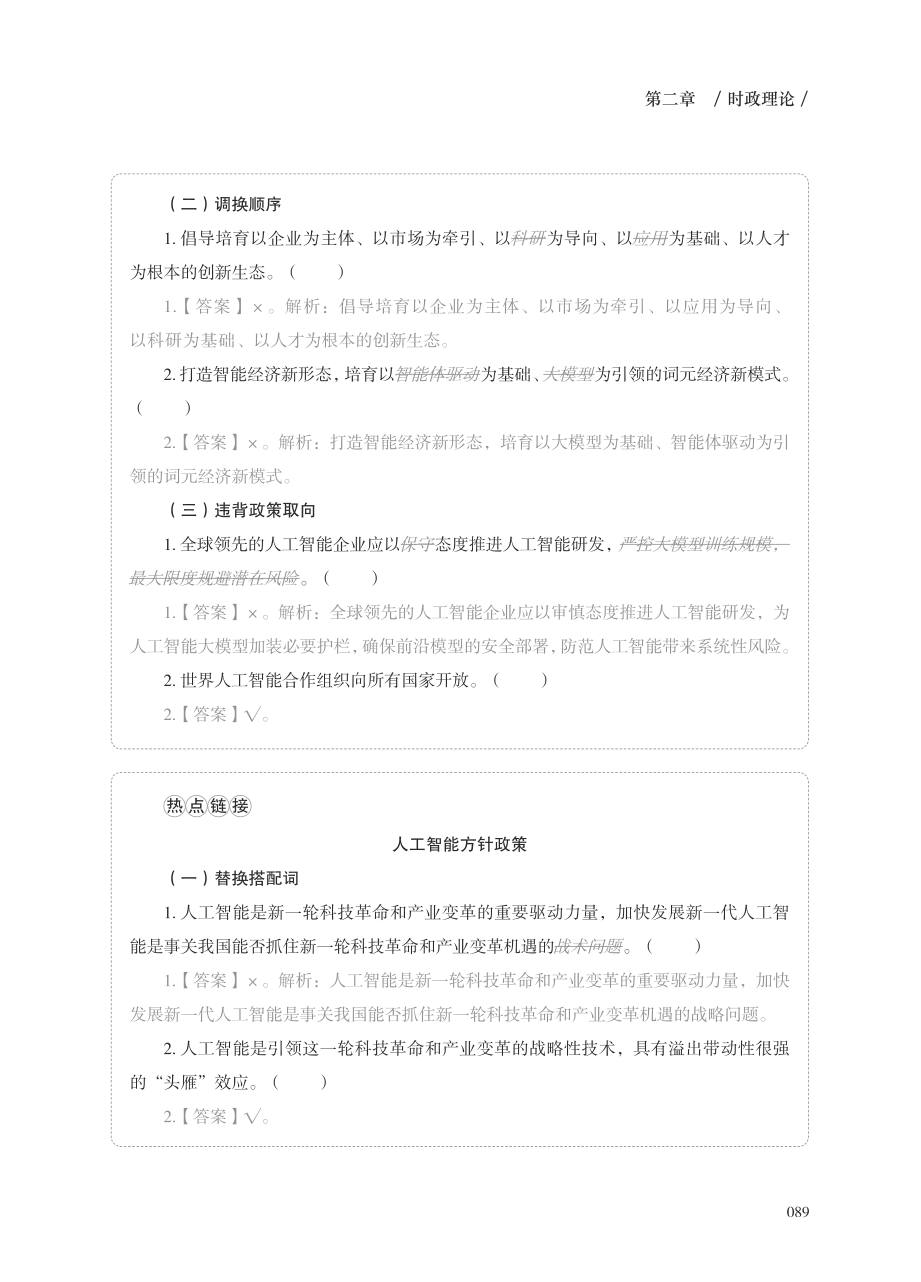 第二章 / 时政理论 /
（二）调换顺序
1. 倡导培育以企业为主体、以市场为牵引、以科研为导向、以应用为基础、以人才
为根本的创新生态。（　　）
1.【答案】×。解析：倡导培育以企业为主体、以市场为牵引、以应用为导向、
以科研为基础、以人才为根本的创新生态。
2. 打造智能经济新形态，培育以智能体驱动为基础、大模型为引领的词元经济新模式。
（　　）
2.【答案】×。解析：打造智能经济新形态，培育以大模型为基础、智能体驱动为引
领的词元经济新模式。
（三）违背政策取向
1. 全球领先的人工智能企业应以保守态度推进人工智能研发，严控大模型训练规模，
最大限度规避潜在风险。（　　）
1.【答案】×。解析：全球领先的人工智能企业应以审慎态度推进人工智能研发，为
人工智能大模型加装必要护栏，确保前沿模型的安全部署，防范人工智能带来系统性风险。
2. 世界人工智能合作组织向所有国家开放。（　　）
2.【答案】√。
热点链接
人工智能方针政策
（一）替换搭配词
1. 人工智能是新一轮科技革命和产业变革的重要驱动力量，加快发展新一代人工智
能是事关我国能否抓住新一轮科技革命和产业变革机遇的战术问题。（　　）
1.【答案】×。解析：人工智能是新一轮科技革命和产业变革的重要驱动力量，加快
发展新一代人工智能是事关我国能否抓住新一轮科技革命和产业变革机遇的战略问题。
2. 人工智能是引领这一轮科技革命和产业变革的战略性技术，具有溢出带动性很强
的“头雁”效应。（　　）
2.【答案】√。
089